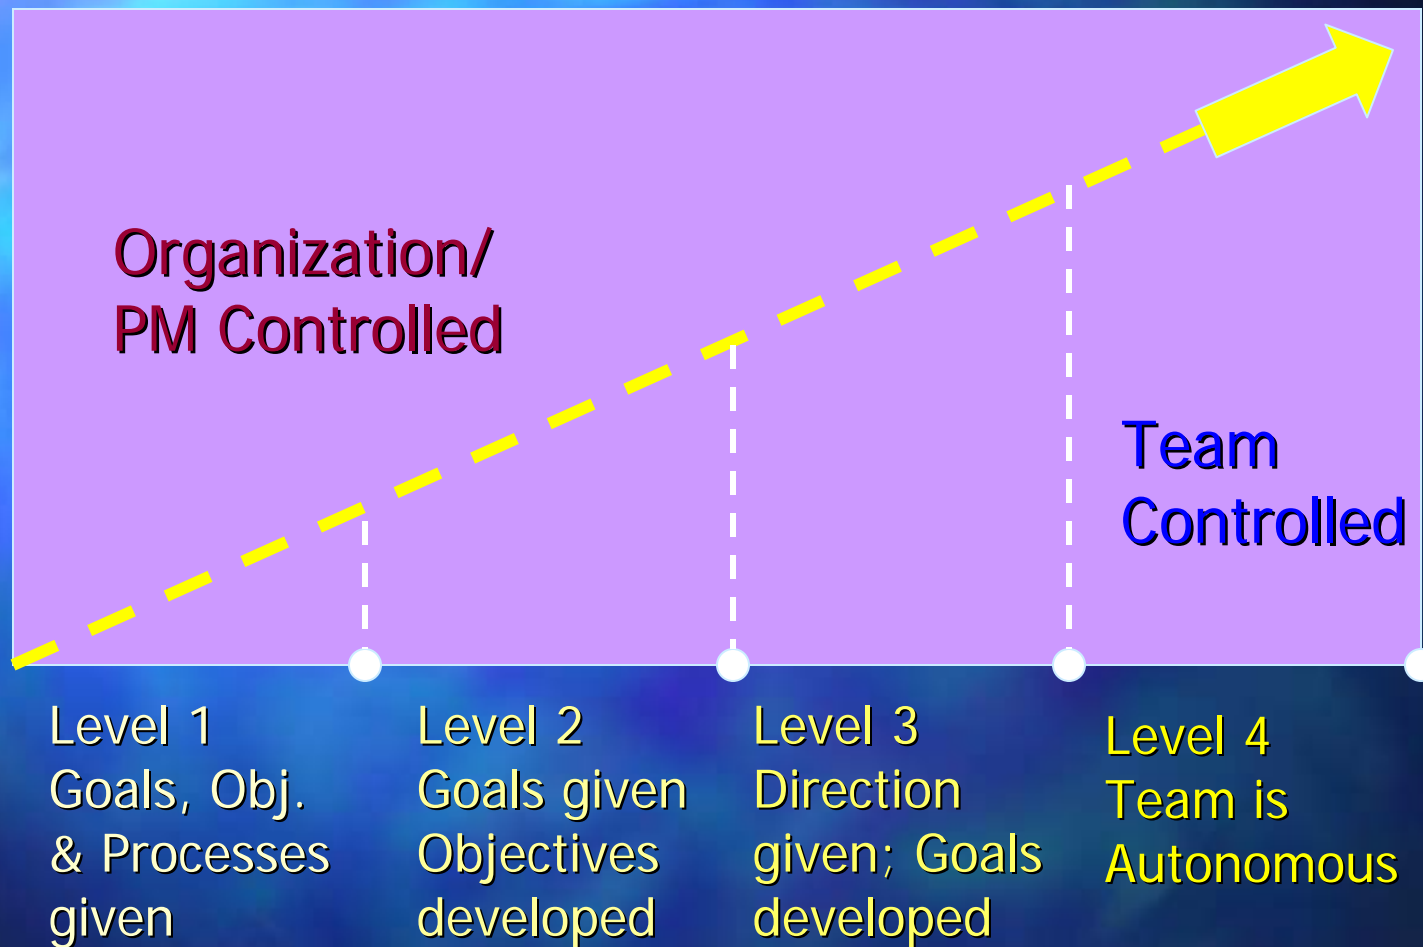 Organization/
PM Controlled
Team
Controlled
Level 1
Goals, Obj.
& Processes
given
Level 2
Goals given
Objectives
developed
Level 3
Direction
given; Goals
developed
Level 4
Team is
Autonomous